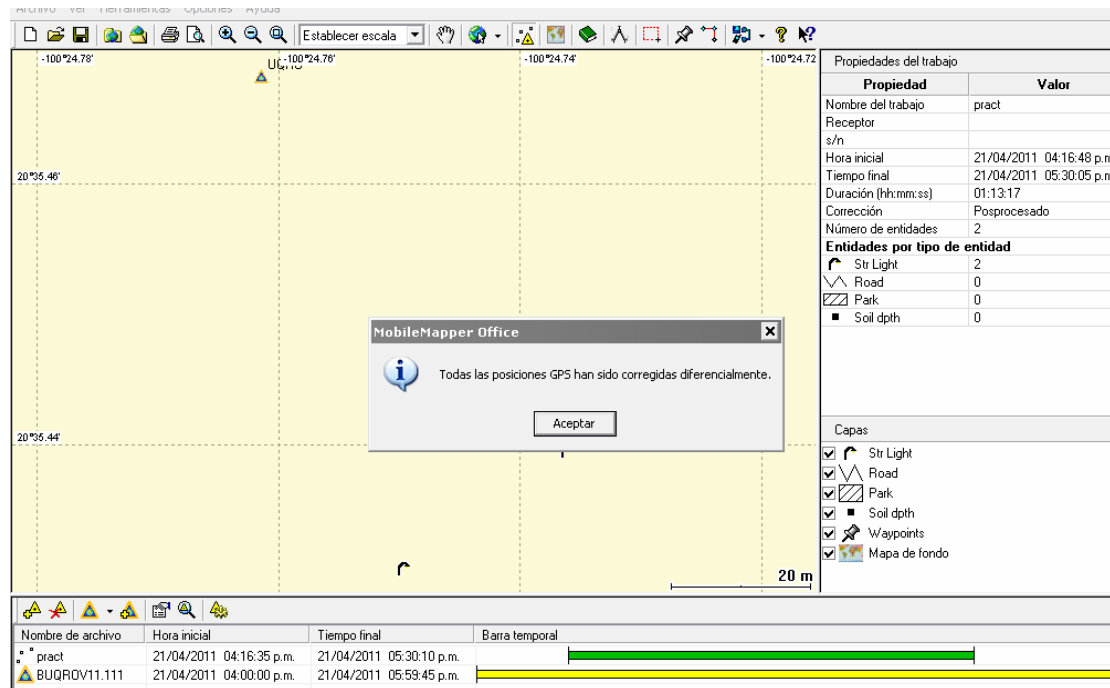 Archivo Ver Herramientas Opciones Ayuda
Establecer escala
-100°24.78'
-100°24.76'
-100°24.74'
-100°24.72
20°35.46'
20°35.44'
20 m
Propiedades del trabajo
Propiedad Valor
Nombre del trabajo pract
Receptor
s/n
Hora inicial 21/04/2011 04:16:48 p.m
Tiempo final 21/04/2011 05:30:05 p.m
Duración (hh:mm:ss) 01:13:17
Corrección Posprocesado
Número de entidades 2
Entidades por tipo de entidad
Str Light 2
Road 0
Park 0
Soil dpth 0
MobileMapper Office
Todas las posiciones GPS han sido corregidas diferencialmente.
Aceptar
Capas
Str Light
Road
Park
Soil dpth
Waypoints
Mapa de fondo
Nombre de archivo Hora inicial Tiempo final Barra temporal
pract 21/04/2011 04:16:35 p.m. 21/04/2011 05:30:10 p.m.
BUQROV11.111 21/04/2011 04:00:00 p.m. 21/04/2011 05:59:45 p.m.